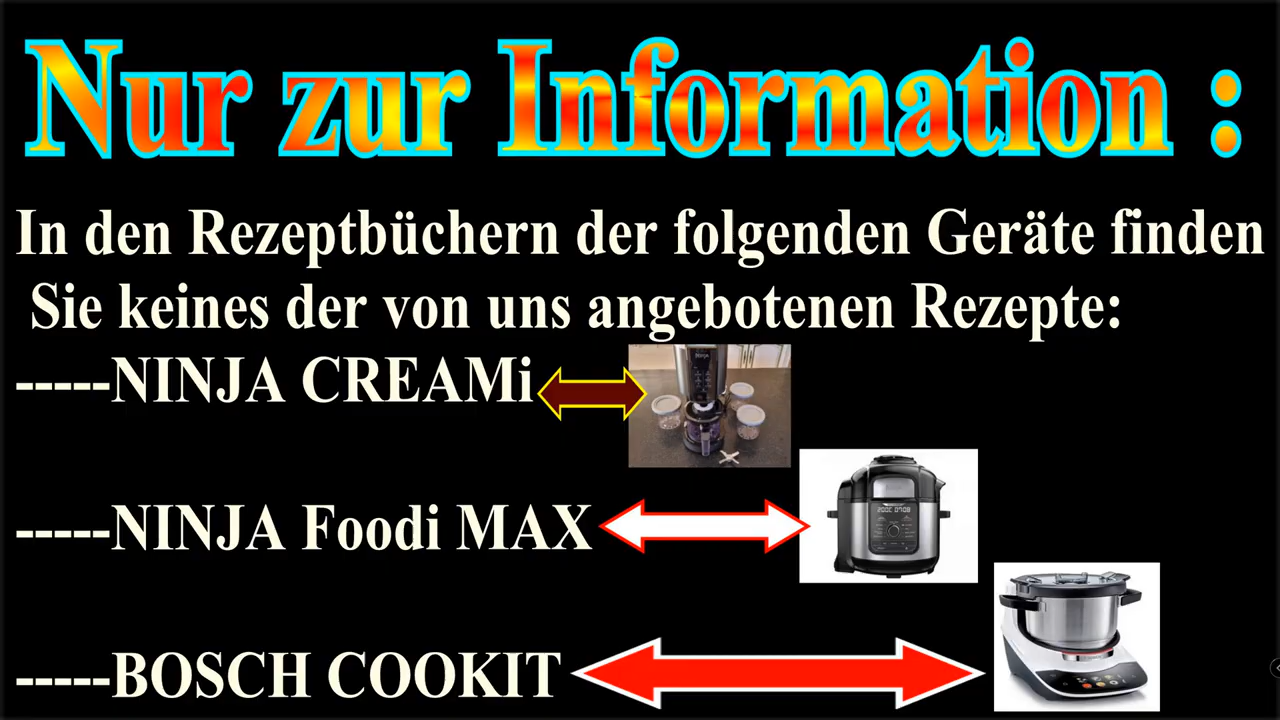 Nur zur Information :
In den Rezeptbüchern der folgenden Geräte finden
Sie keines der von uns angebotenen Rezepte:
-----NINJA CREAMi
-----NINJA Foodi MAX
-----BOSCH COOKIT